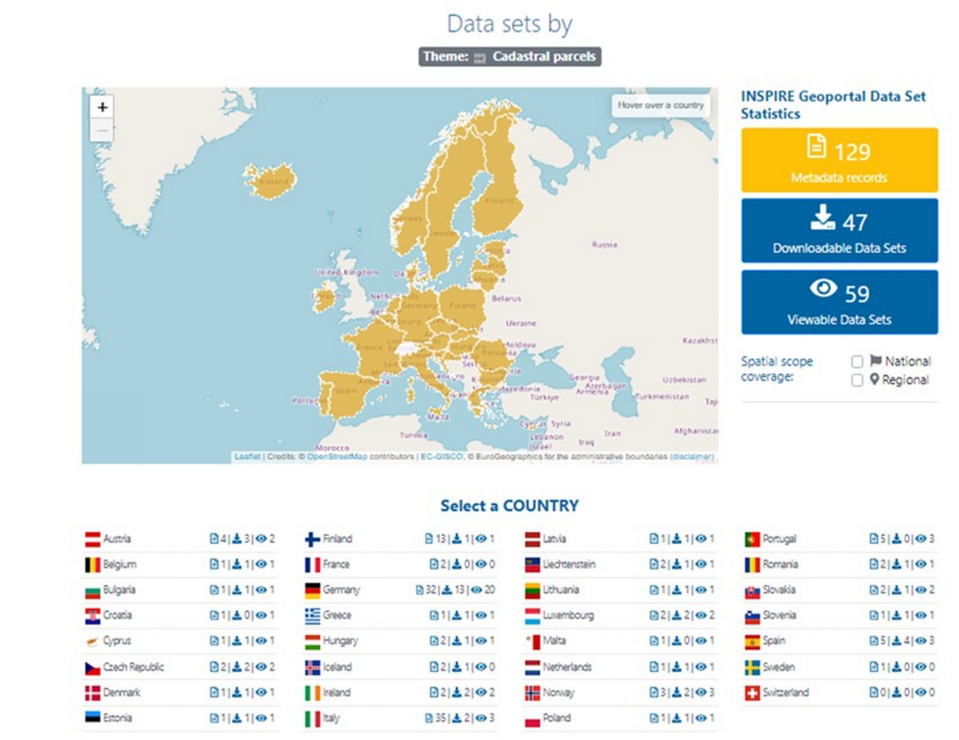 Data sets by
Theme: Cadastral parcels
+
Hover over a country
Iceland
Norway
Sweden
Finland
Russia
United Kingdom
Ireland
Lithuania
Belarus
Germany
Poland
Ukraine
France
Moldova
Romania
Kazakhst
Andorra
Spain
Portug
Georgia
Azerbaijan
Armenia
Uzbekistan
Turkmenistan
Taj
Türkiye
Malta
Tunisia
Cyprus Syria
Lebanon
Israel
Iraq
Iran
Afghanistan
Morocco
Leaflet | Credits: © OpenStreetMap contributors | EC-GISCO, © EuroGeographics for the administrative boundaries (disclaimer)
INSPIRE Geoportal Data Set
Statistics
129
Metadata records
47
Downloadable Data Sets
59
Viewable Data Sets
Spatial scope
coverage:
National
Regional
Select a COUNTRY
Austria 4 | 3 | 2
Belgium 1 | 1 | 1
Bulgaria 1 | 1 | 1
Croatia 1 | 0 | 1
Cyprus 1 | 1 | 1
Czech Republic 2 | 2 | 2
Denmark 1 | 1 | 1
Estonia 1 | 1 | 1
Finland 13 | 1 | 1
France 2 | 0 | 0
Germany 32 | 13 | 20
Greece 1 | 1 | 1
Hungary 2 | 1 | 1
Iceland 2 | 1 | 0
Ireland 2 | 2 | 2
Italy 35 | 2 | 3
Latvia 1 | 1 | 1
Liechtenstein 2 | 1 | 1
Lithuania 1 | 1 | 1
Luxembourg 2 | 2 | 2
Malta 1 | 0 | 1
Netherlands 1 | 1 | 1
Norway 3 | 2 | 3
Poland 1 | 1 | 1
Portugal 5 | 0 | 3
Romania 2 | 1 | 1
Slovakia 2 | 1 | 2
Slovenia 1 | 1 | 1
Spain 5 | 4 | 3
Sweden 1 | 0 | 0
Switzerland 0 | 0 | 0